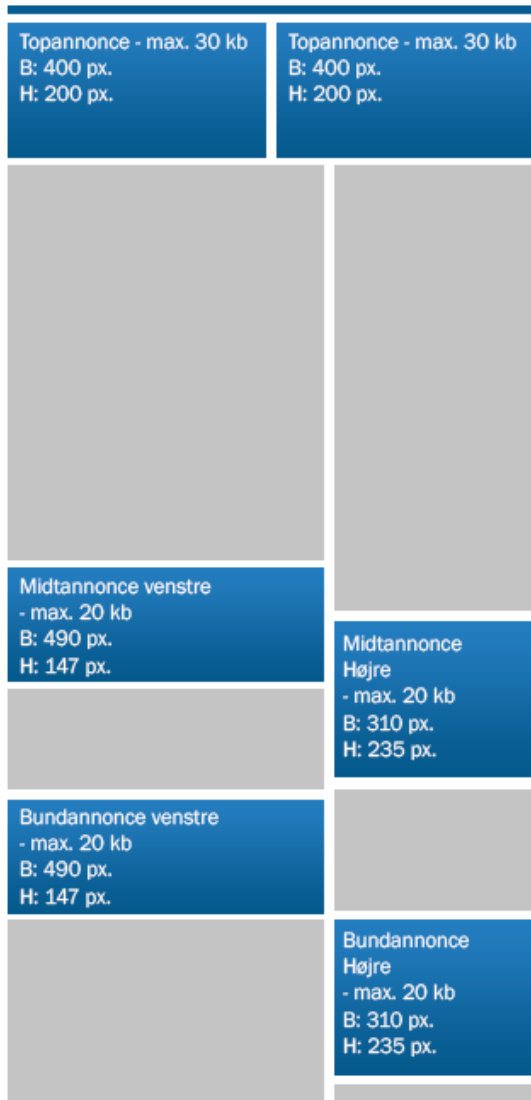 Topannonce - max. 30 kb
B: 400 px.
H: 200 px.
Topannonce - max. 30 kb
B: 400 px.
H: 200 px.
Midtannonce venstre
- max. 20 kb
B: 490 px.
H: 147 px.
Midtannonce
Højre
- max. 20 kb
B: 310 px.
H: 235 px.
Bundannonce venstre
- max. 20 kb
B: 490 px.
H: 147 px.
Bundannonce
Højre
- max. 20 kb
B: 310 px.
H: 235 px.